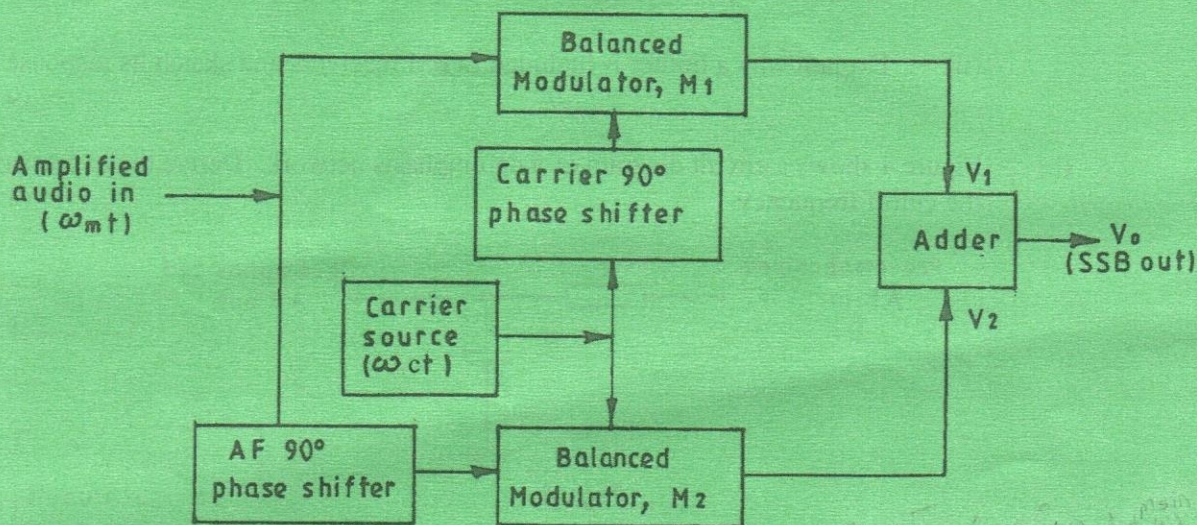 Balanced
Modulator, M1
Amplified
audio in
(ωmt)
Carrier 90°
phase shifter
V1
Adder
Vo
(SSB out)
Carrier
source
(ωct)
V2
AF 90°
phase shifter
Balanced
Modulator, M2